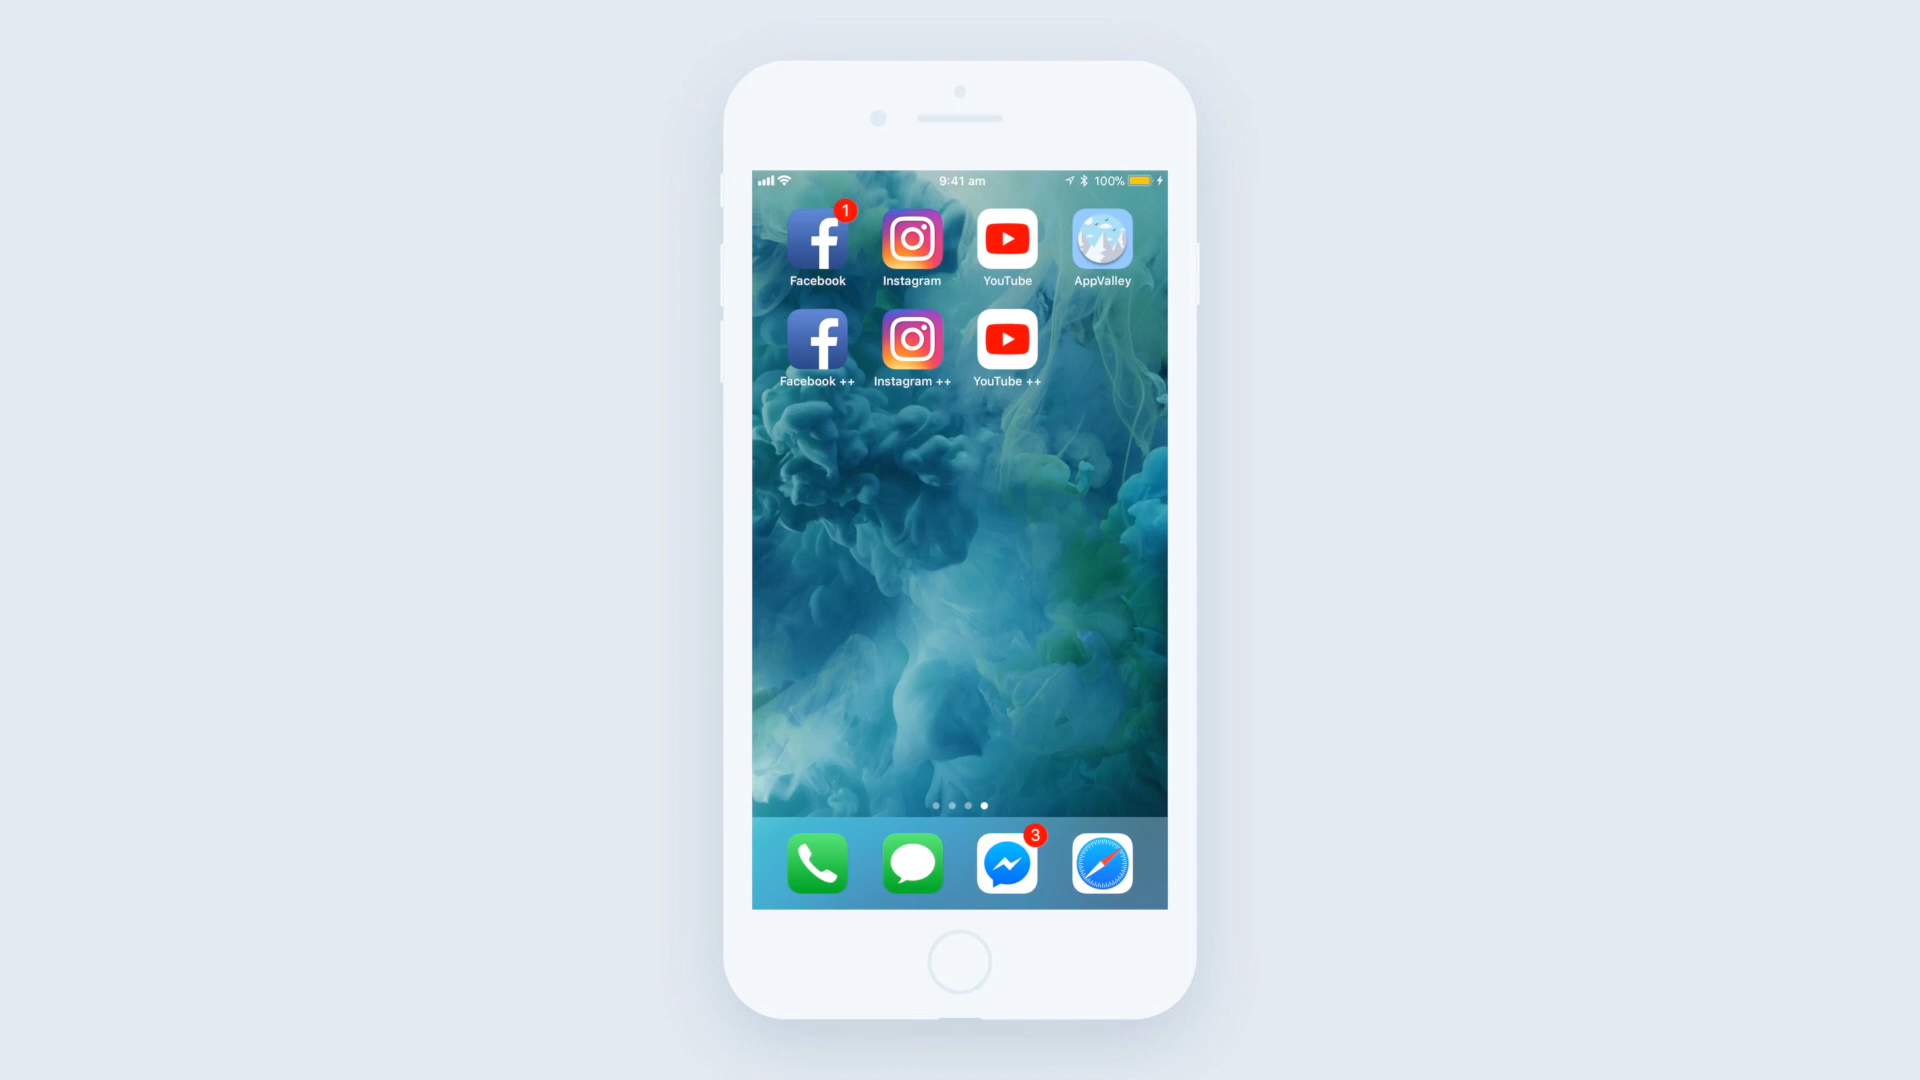 9:41 am 100%
1
Facebook Instagram YouTube AppValley
Facebook ++ Instagram ++ YouTube ++
3